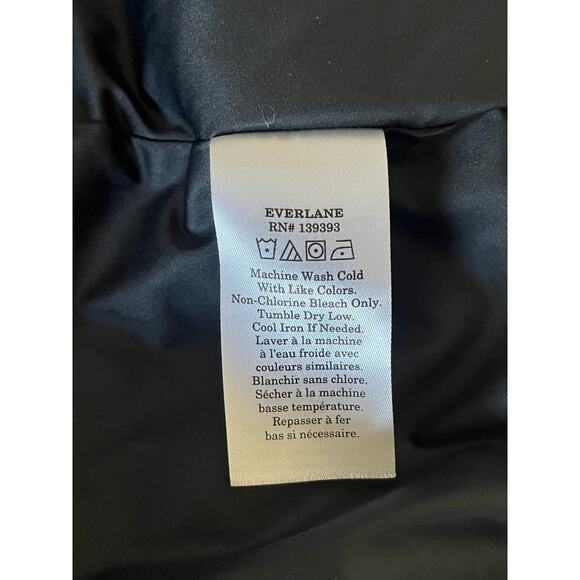 EVERLANE
RN# 139393
Machine Wash Cold
With Like Colors.
Non-Chlorine Bleach Only.
Tumble Dry Low.
Cool Iron If Needed.
Laver à la machine
à l'eau froide avec
couleurs similaires.
Blanchir sans chlore.
Sécher à la machine
basse température.
Repasser à fer
bas si nécessaire.